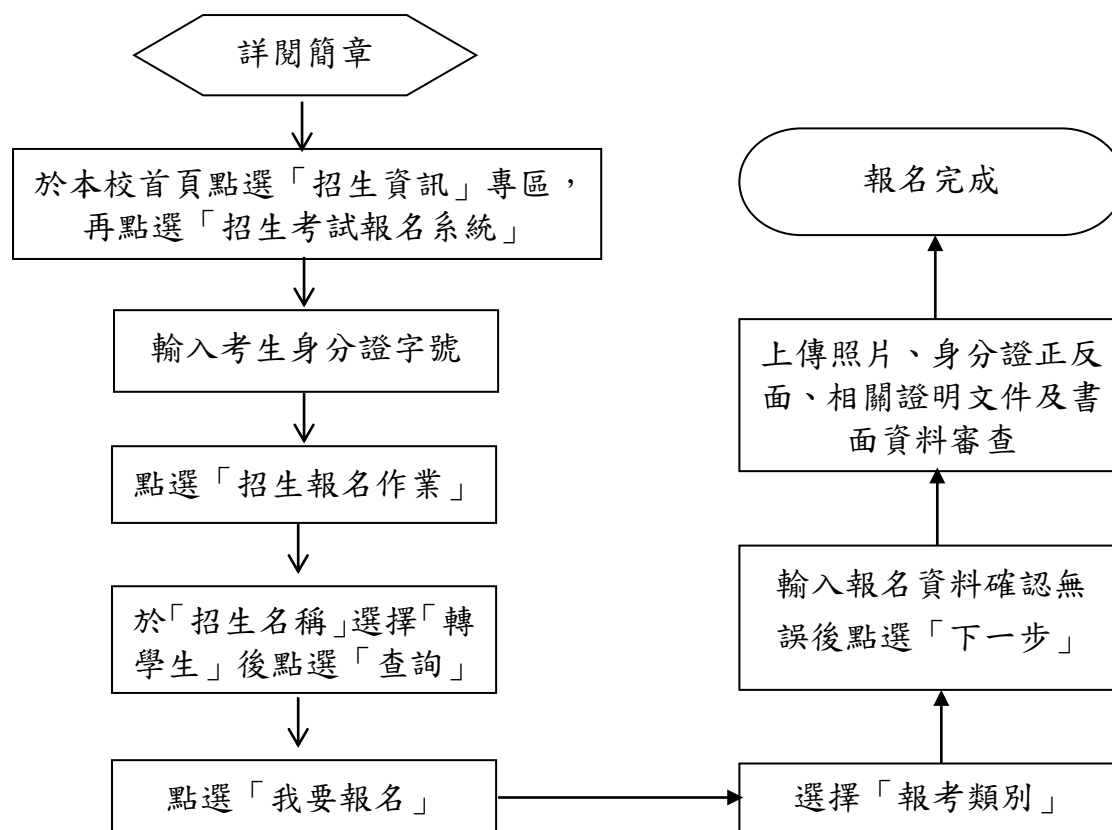 詳閱簡章
於本校首頁點選「招生資訊」專區，
再點選「招生考試報名系統」
輸入考生身分證字號
點選「招生報名作業」
於「招生名稱」選擇「轉
學生」後點選「查詢」
點選「我要報名」
選擇「報考類別」
輸入報名資料確認無
誤後點選「下一步」
上傳照片、身分證正反
面、相關證明文件及書
面資料審查
報名完成